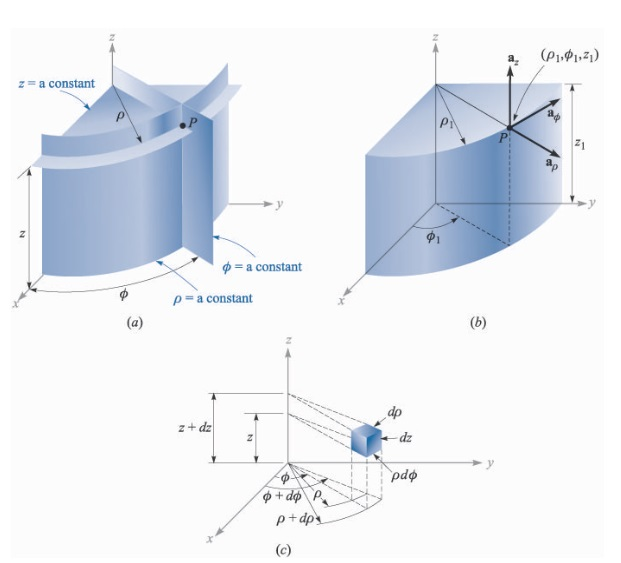 z
z = a constant
ρ
P
y
z
ϕ = a constant
ϕ
ρ = a constant
x
(a)
z
a_z
(ρ₁,ϕ₁,z₁)
a_ϕ
ρ₁
P
a_ρ
z₁
y
ϕ₁
x
(b)
z
dρ
z + dz
z
dz
y
ρdϕ
ϕ
ϕ + dϕ
ρ
ρ + dρ
x
(c)